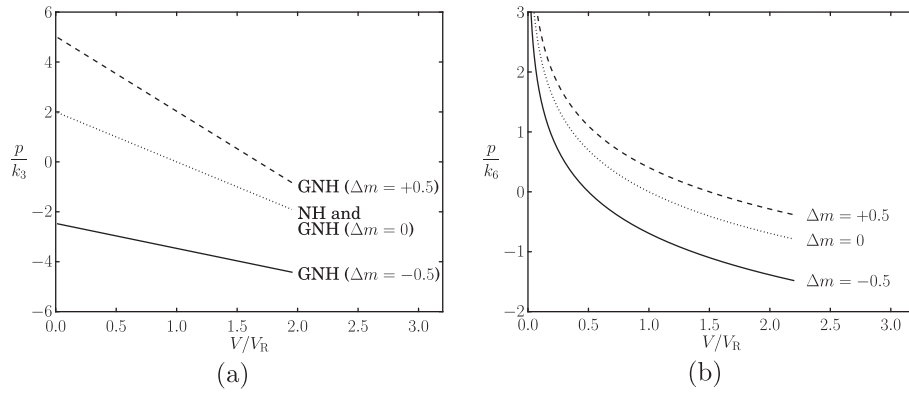 6
4
2
0
−2
−4
−6
p
k3
GNH (Δm = +0.5)
NH and
GNH (Δm = 0)
GNH (Δm = −0.5)
0.0 0.5 1.0 1.5 2.0 2.5 3.0
V/VR
(a)
3
2
1
0
−1
−2
p
k6
Δm = +0.5
Δm = 0
Δm = −0.5
0.0 0.5 1.0 1.5 2.0 2.5 3.0
V/VR
(b)